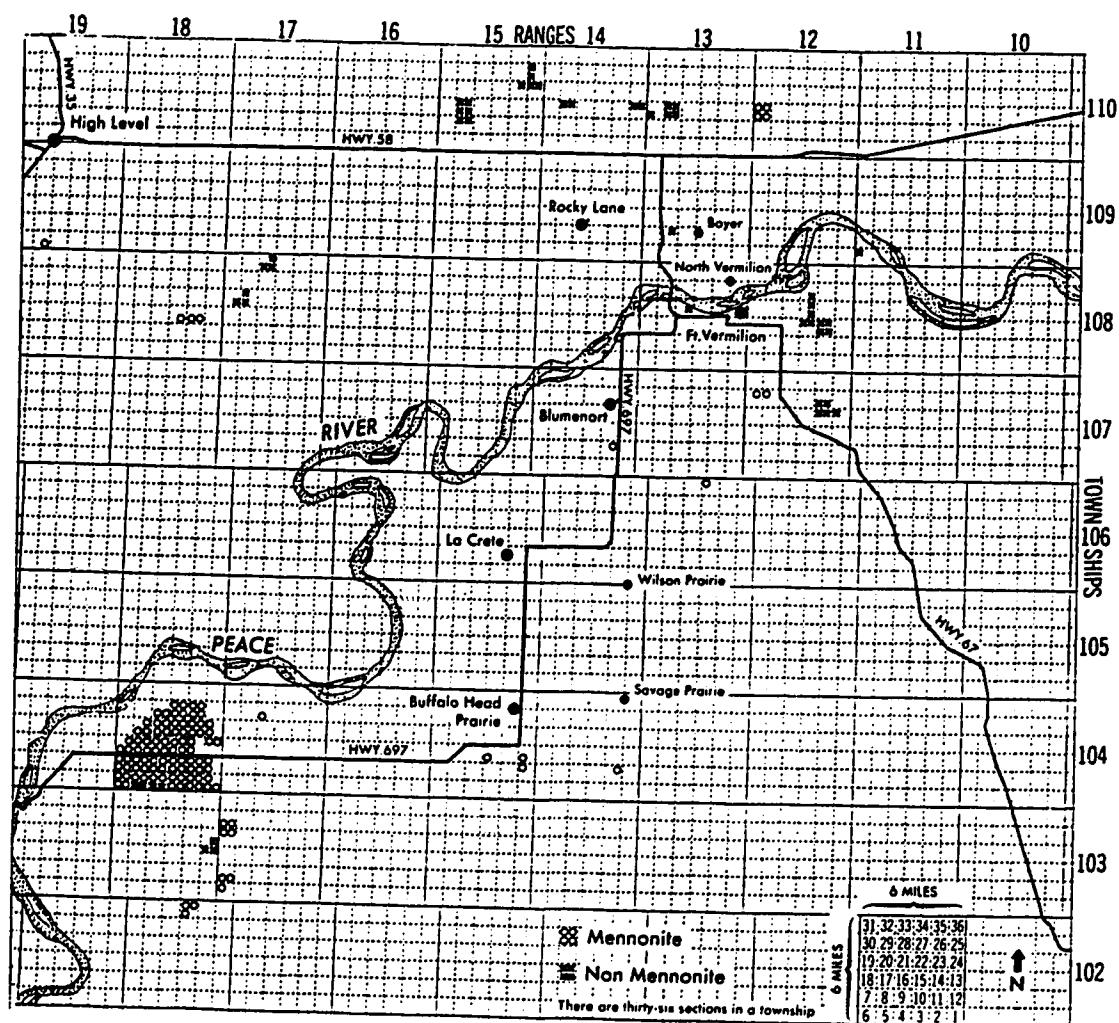 19 18 17 16 15 RANGES 14 13 12 11 10
HWY. 35
110
High Level
HWY. 58
Rocky Lane
Boyer
109
North Vermilion
108
Ft. Vermilion
HWY 697
Blumenort
107
RIVER
TOWNSHIPS
106
La Crete
Wilson Prairie
HWY. 67
105
PEACE
Savage Prairie
Buffalo Head
Prairie
HWY. 697
104
103
6 MILES
6 MILES
31 32 33 34 35 36
30 29 28 27 26 25
19 20 21 22 23 24
18 17 16 15 14 13
7 8 9 10 11 12
6 5 4 3 2 1
N
102
Mennonite
Non Mennonite
There are thirty-six sections in a township